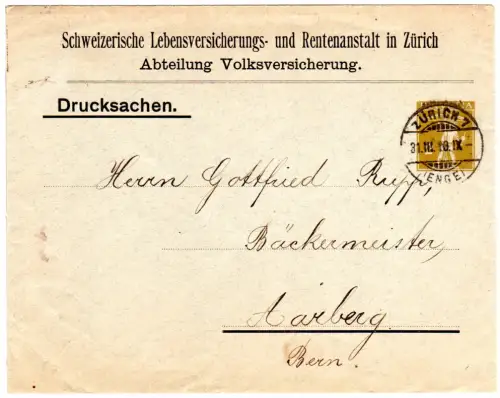 Schweizerische Lebensversicherungs- und Rentenanstalt in Zürich
Abteilung Volksversicherung.
Drucksachen.
ZÜRICH 7
31.III.10.IX-
(ENGE)
Herrn Gottfried Rupp,
Bäckermeister,
Aarberg
Bern.